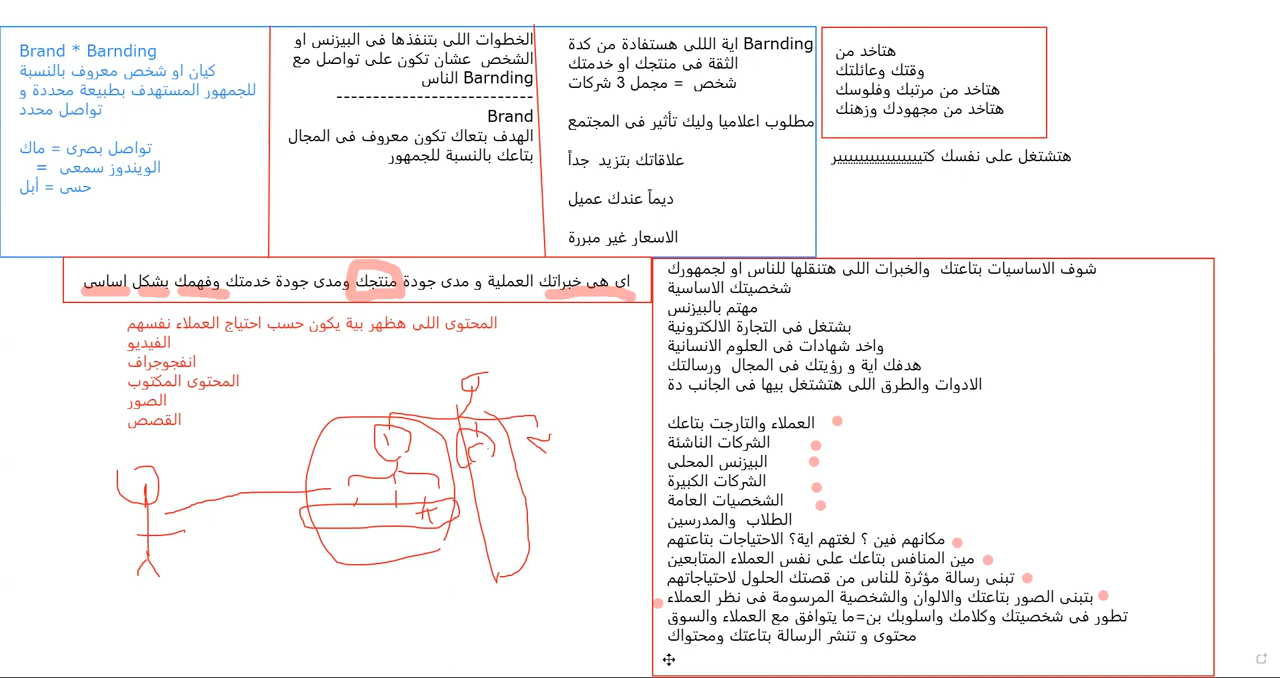 Brand * Barnding
كيان او شخص معروف بالنسبة
للجمهور المستهدف بطبيعة محددة و
تواصل محدد
تواصل بصرى = ماك
الويندوز سمعى =
حسى = أبل
الخطوات اللى بتنفذها فى البيزنس او
الشخص عشان تكون على تواصل مع
الناس Barnding
---------------------------
Brand
الهدف بتعاك تكون معروف فى المجال
بتاعك بالنسبة للجمهور
اية الللى هستفادة من كدة Barnding
الثقة فى منتجك او خدمتك
شخص = مجمل 3 شركات
مطلوب اعلاميا وليك تأثير فى المجتمع
علاقاتك بتزيد جداً
ديماً عندك عميل
الاسعار غير مبررة
هتاخد من
وقتك وعائلتك
هتاخد من مرتبك وفلوسك
هتاخد من مجهودك وزهنك
هتشتغل على نفسك كتييييييييييييييييير
اى هى خبراتك العملية و مدى جودة منتجك ومدى جودة خدمتك وفهمك بشكل اساسى
المحتوى اللى هظهر بية يكون حسب احتياج العملاء نفسهم
الفيديو
انفجوجراف
المحتوى المكتوب
الصور
القصص
شوف الاساسيات بتاعتك والخبرات اللى هتنقلها للناس او لجمهورك
شخصيتك الاساسية
مهتم بالبيزنس
بشتغل فى التجارة الالكترونية
واخد شهادات فى العلوم الانسانية
هدفك اية و رؤيتك فى المجال ورسالتك
الادوات والطرق اللى هتشتغل بيها فى الجانب دة
العملاء والتارجت بتاعك
الشركات الناشئة
البيزنس المحلى
الشركات الكبيرة
الشخصيات العامة
الطلاب والمدرسين
مكانهم فين ؟ لغتهم اية؟ الاحتياجات بتاعتهم
مين المنافس بتاعك على نفس العملاء المتابعين
تبنى رسالة مؤثرة للناس من قصتك الحلول لاحتياجاتهم
بتبنى الصور بتاعتك والالوان والشخصية المرسومة فى نظر العملاء
تطور فى شخصيتك وكلامك واسلوبك بن=ما يتوافق مع العملاء والسوق
محتوى و تنشر الرسالة بتاعتك ومحتواك